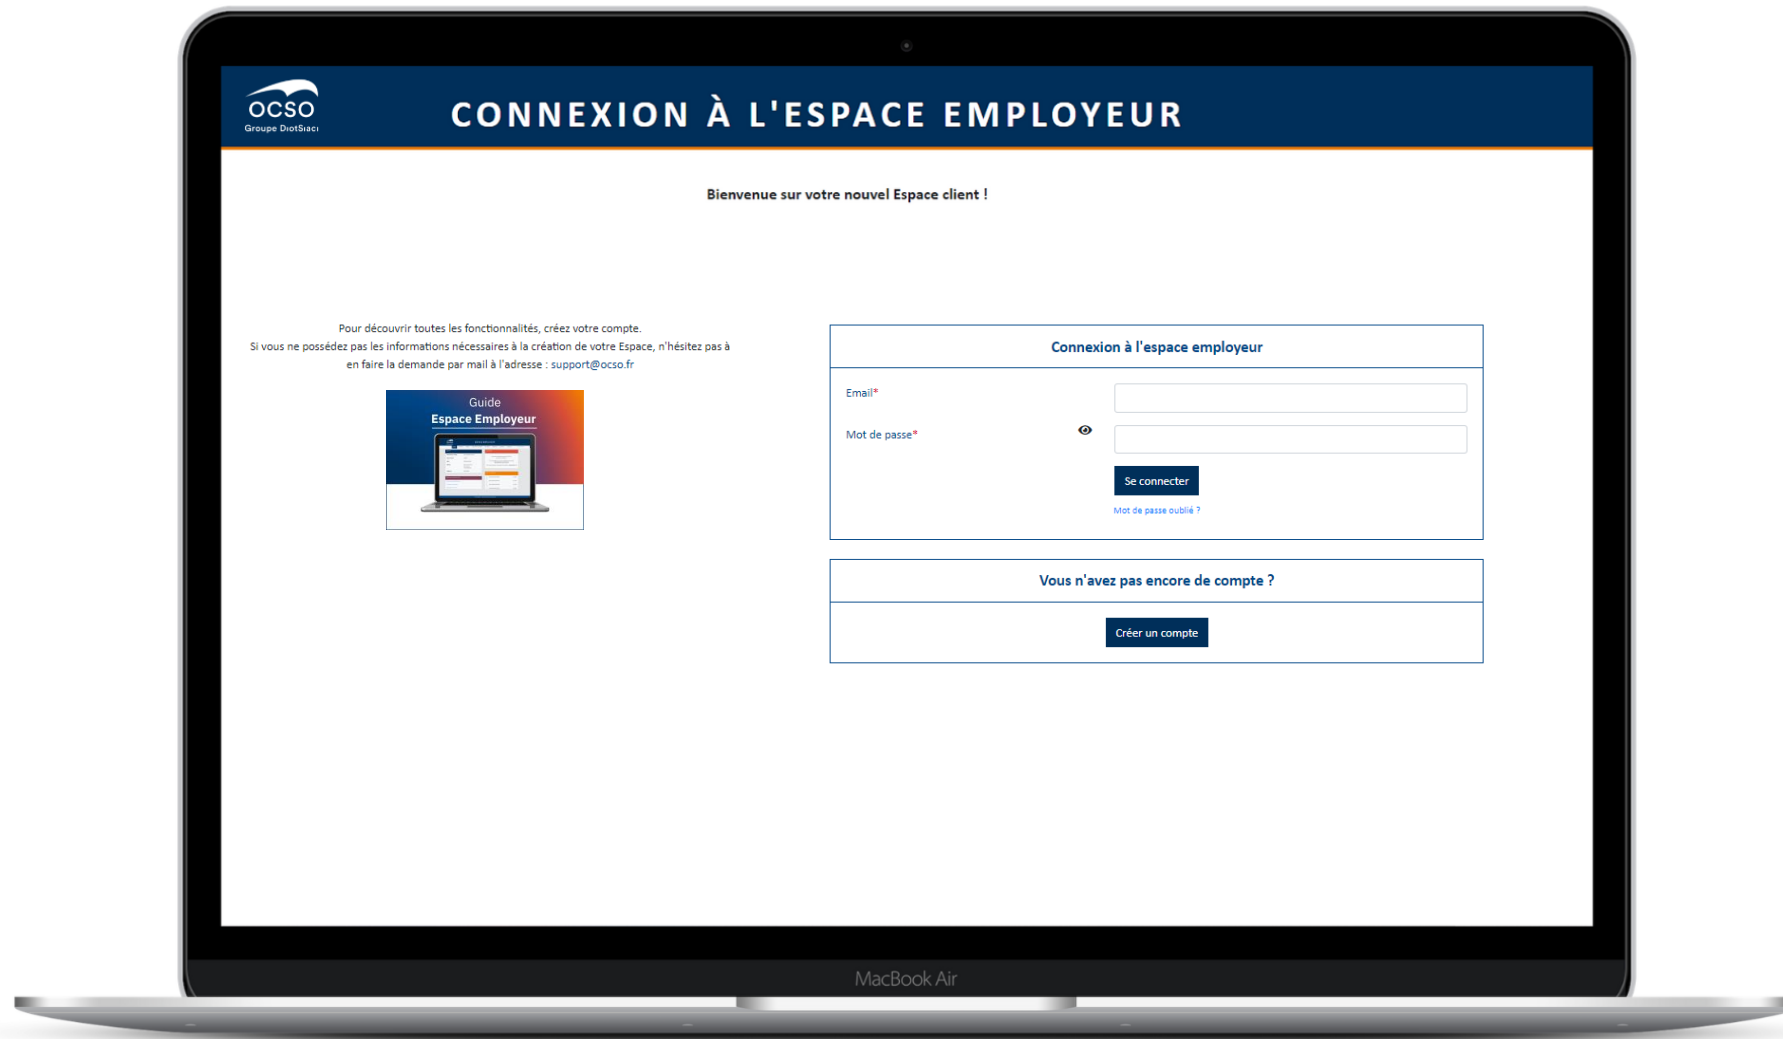 OCSO
Groupe DIOTSIACI
CONNEXION À L'ESPACE EMPLOYEUR
Bienvenue sur votre nouvel Espace client !
Pour découvrir toutes les fonctionnalités, créez votre compte.
Si vous ne possédez pas les informations nécessaires à la création de votre Espace, n'hésitez pas à
en faire la demande par mail à l'adresse : support@ocso.fr
Guide
Espace Employeur
Connexion à l'espace employeur
Email*
Mot de passe*
Se connecter
Mot de passe oublié ?
Vous n'avez pas encore de compte ?
Créer un compte
MacBook Air